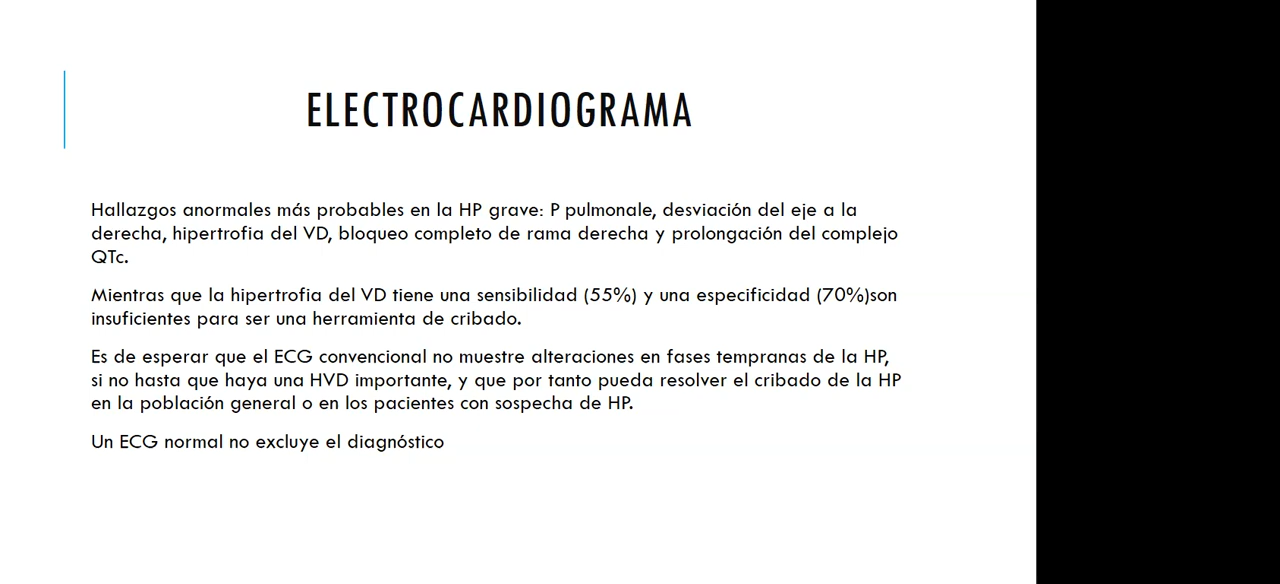 ELECTROCARDIOGRAMA
Hallazgos anormales más probables en la HP grave: P pulmonale, desviación del eje a la
derecha, hipertrofia del VD, bloqueo completo de rama derecha y prolongación del complejo
QTc.
Mientras que la hipertrofia del VD tiene una sensibilidad (55%) y una especificidad (70%)son
insuficientes para ser una herramienta de cribado.
Es de esperar que el ECG convencional no muestre alteraciones en fases tempranas de la HP,
si no hasta que haya una HVD importante, y que por tanto pueda resolver el cribado de la HP
en la población general o en los pacientes con sospecha de HP.
Un ECG normal no excluye el diagnóstico